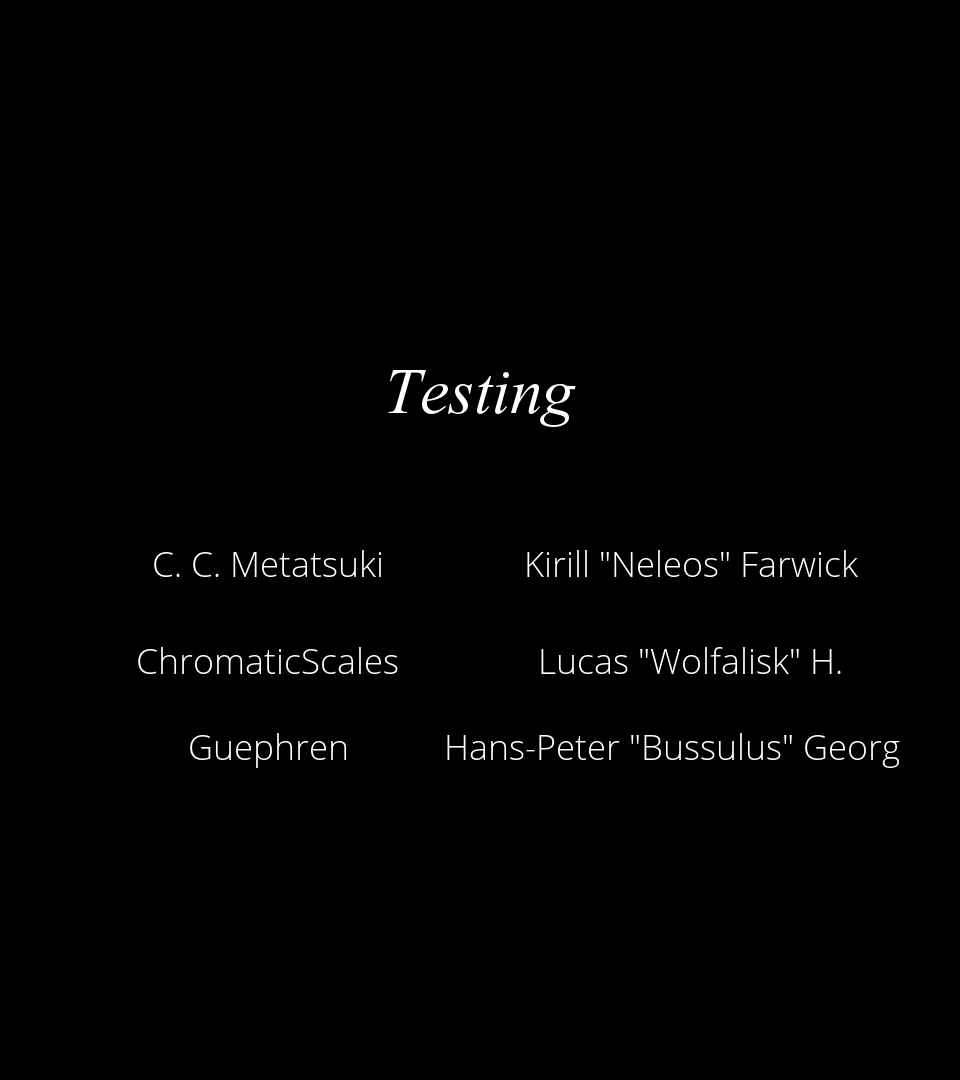 Testing
C. C. Metatsuki
Kirill "Neleos" Farwick
ChromaticScales
Lucas "Wolfalisk" H.
Guephren
Hans-Peter "Bussulus" Georg